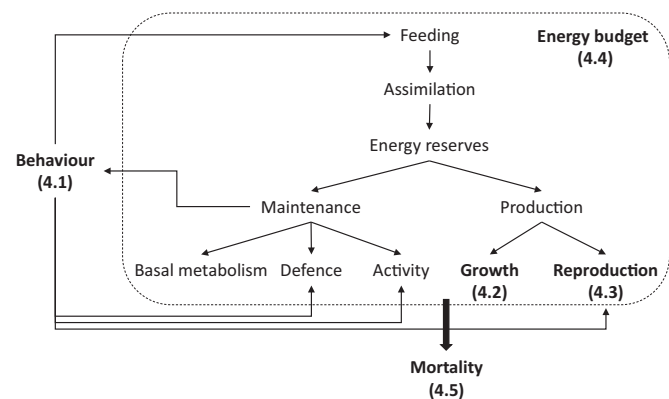 Feeding
Energy budget
(4.4)
Assimilation
Energy reserves
Behaviour
(4.1)
Maintenance
Production
Basal metabolism
Defence
Activity
Growth
(4.2)
Reproduction
(4.3)
Mortality
(4.5)